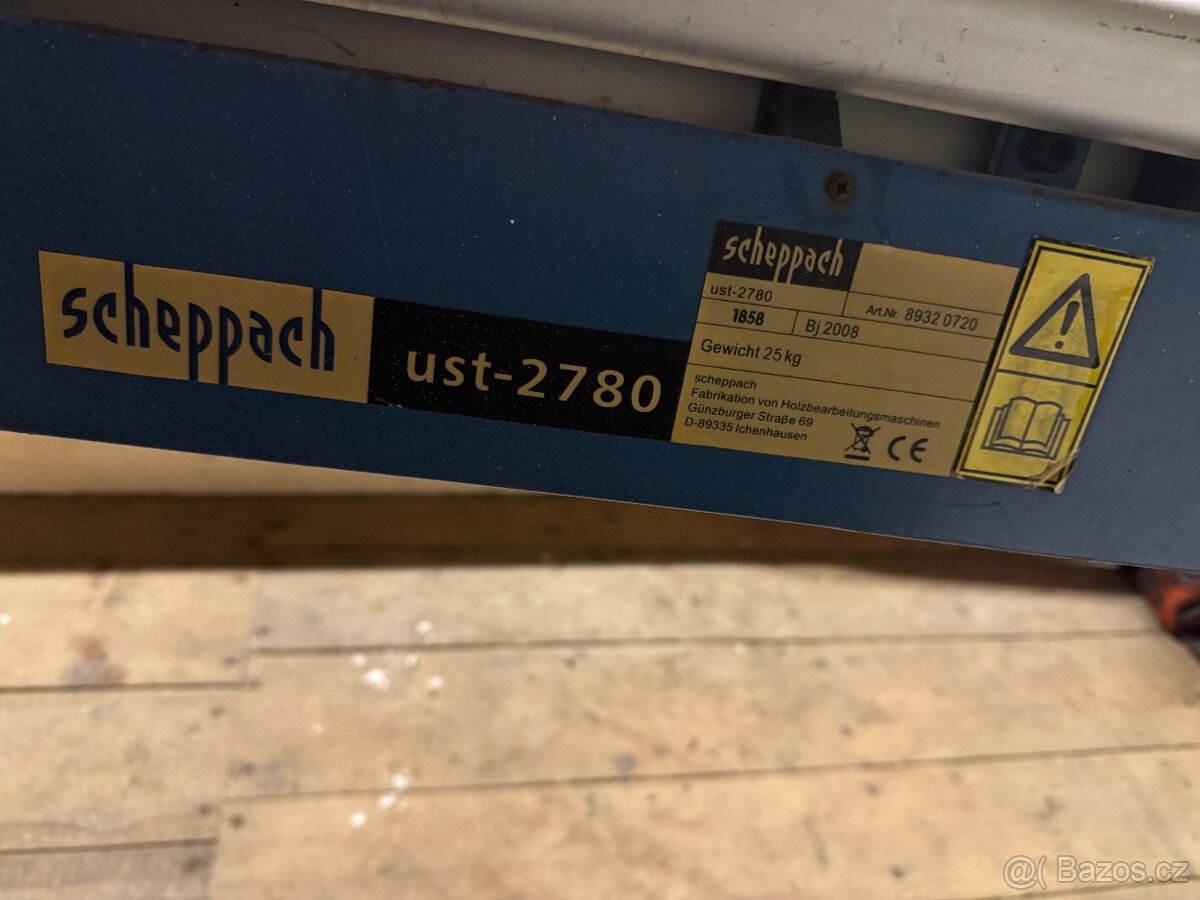 scheppach
ust-2780
scheppach
ust-2780
Art.Nr. 8932 0720
1858
Bj 2008
Gewicht 25 kg
scheppach
Fabrikation von Holzbearbeitungsmaschinen
Günzburger Straße 69
D-89335 Ichenhausen
CE
@( Bazos.cz